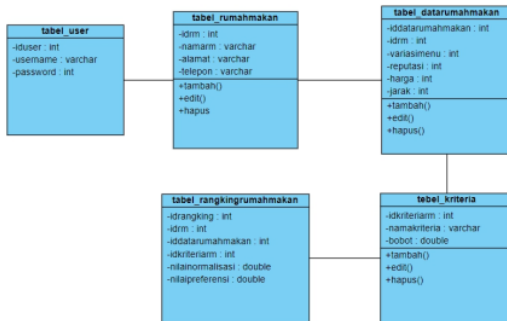 tabel_user
-iduser : int
-username : varchar
-password : int
tabel_rumahmakan
-idrm : int
-namarm : varchar
-alamat : varchar
-telepon : varchar
+tambah()
+edit()
+hapus
tabel_datarumahmakan
-iddatarumahmakan : int
-idrm : int
-variasimenu : int
-reputasi : int
-harga : int
-jarak : int
+tambah()
+edit()
+hapus()
tabel_rangkingrumahmakan
-idrangking : int
-idrm : int
-iddatarumahmakan : int
-idkriteriarm : int
-nilainormalisasi : double
-nilaipreferensi : double
tebel_kriteria
-idkriteriarm : int
-namakriteria : varchar
-bobot : double
+tambah()
+edit()
+hapus()